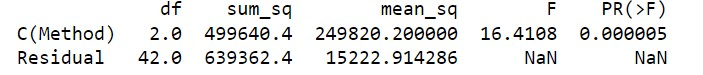 df sum_sq mean_sq F PR(>F)
C(Method) 2.0 499640.4 249820.200000 16.4108 0.000005
Residual 42.0 639362.4 15222.914286 NaN NaN